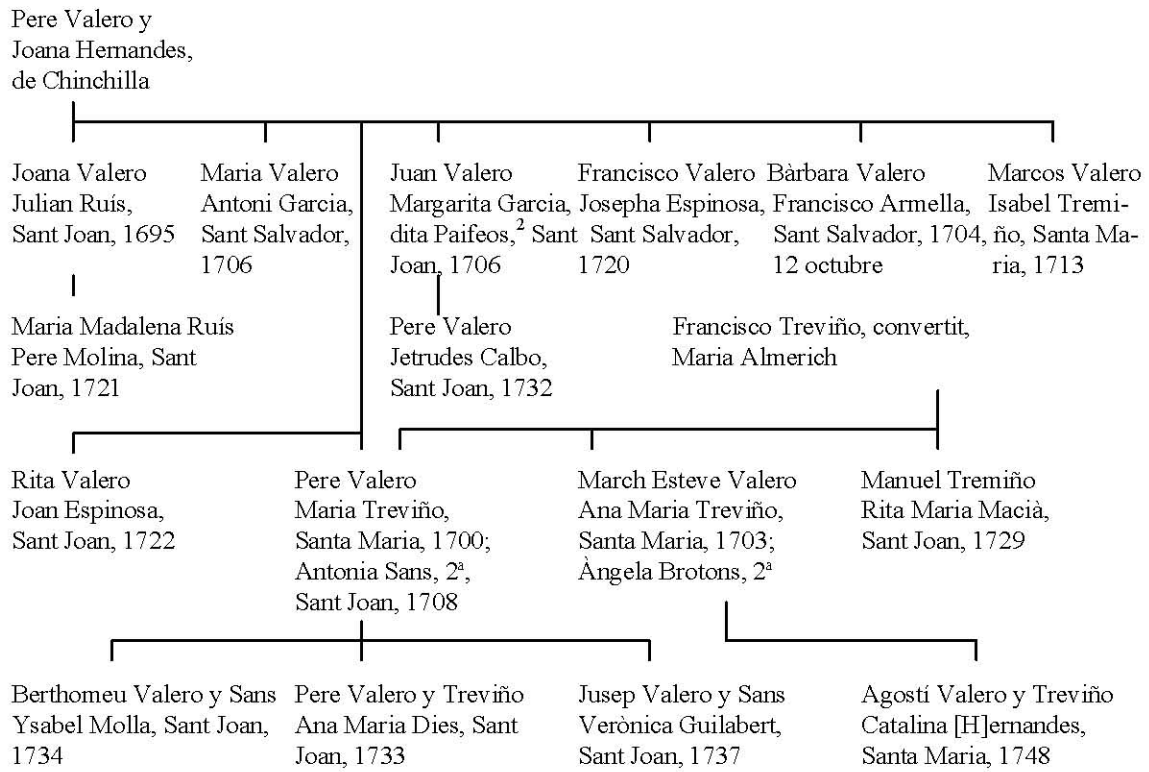 Pere Valero y
Joana Hernandes,
de Chinchilla
Joana Valero
Julian Ruís,
Sant Joan, 1695
Maria Valero
Antoni Garcia,
Sant Salvador,
1706
Juan Valero
Margarita Garcia,
dita Paifeos,² Sant
Joan, 1706
Francisco Valero
Josepha Espinosa,
Sant Salvador,
1720
Bàrbara Valero
Francisco Armella,
Sant Salvador, 1704,
12 octubre
Marcos Valero
Isabel Tremi-
ño, Santa Ma-
ria, 1713
Maria Madalena Ruís
Pere Molina, Sant
Joan, 1721
Pere Valero
Jetrudes Calbo,
Sant Joan, 1732
Francisco Treviño, convertit,
Maria Almerich
Rita Valero
Joan Espinosa,
Sant Joan, 1722
Pere Valero
Maria Treviño,
Santa Maria, 1700;
Antonia Sans, 2ª,
Sant Joan, 1708
March Esteve Valero
Ana Maria Treviño,
Santa Maria, 1703;
Àngela Brotons, 2ª
Manuel Tremiño
Rita Maria Macià,
Sant Joan, 1729
Berthomeu Valero y Sans
Ysabel Molla, Sant Joan,
1734
Pere Valero y Treviño
Ana Maria Dies, Sant
Joan, 1733
Jusep Valero y Sans
Verònica Guilabert,
Sant Joan, 1737
Agostí Valero y Treviño
Catalina [H]ernandes,
Santa Maria, 1748